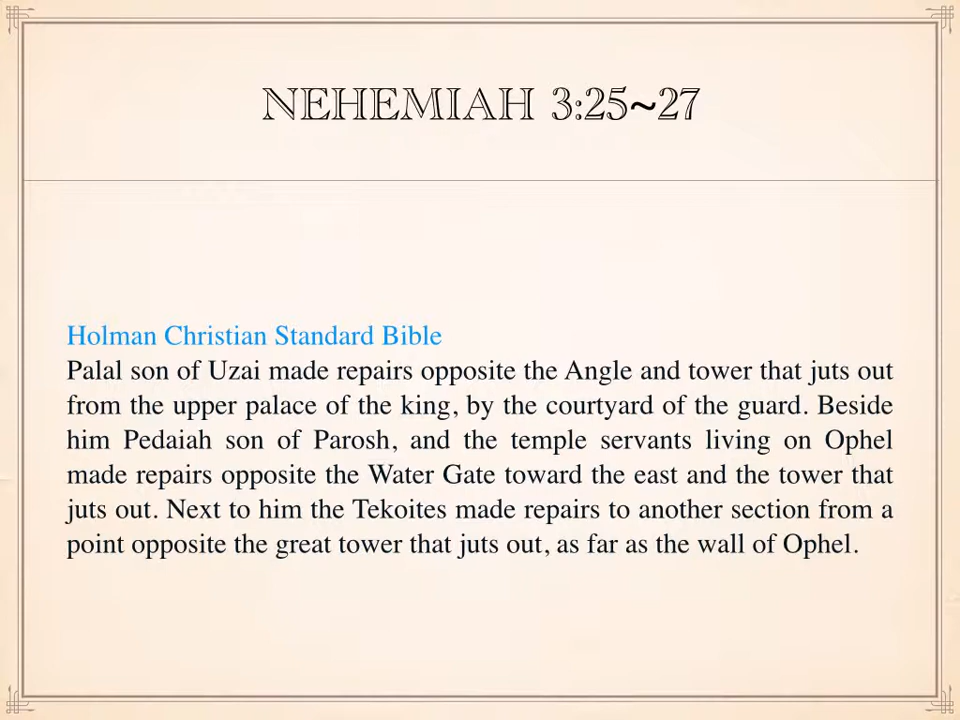 NEHEMIAH 3:25~27
Holman Christian Standard Bible
Palal son of Uzai made repairs opposite the Angle and tower that juts out
from the upper palace of the king, by the courtyard of the guard. Beside
him Pedaiah son of Parosh, and the temple servants living on Ophel
made repairs opposite the Water Gate toward the east and the tower that
juts out. Next to him the Tekoites made repairs to another section from a
point opposite the great tower that juts out, as far as the wall of Ophel.